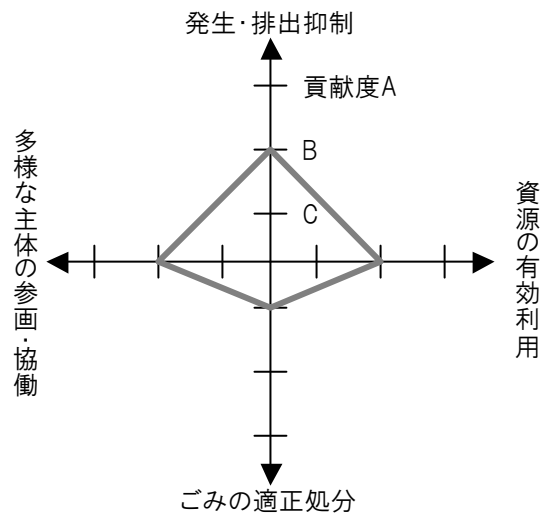 発生・排出抑制
貢献度A
B
C
多様な主体の参画・協働
資源の有効利用
ごみの適正処分